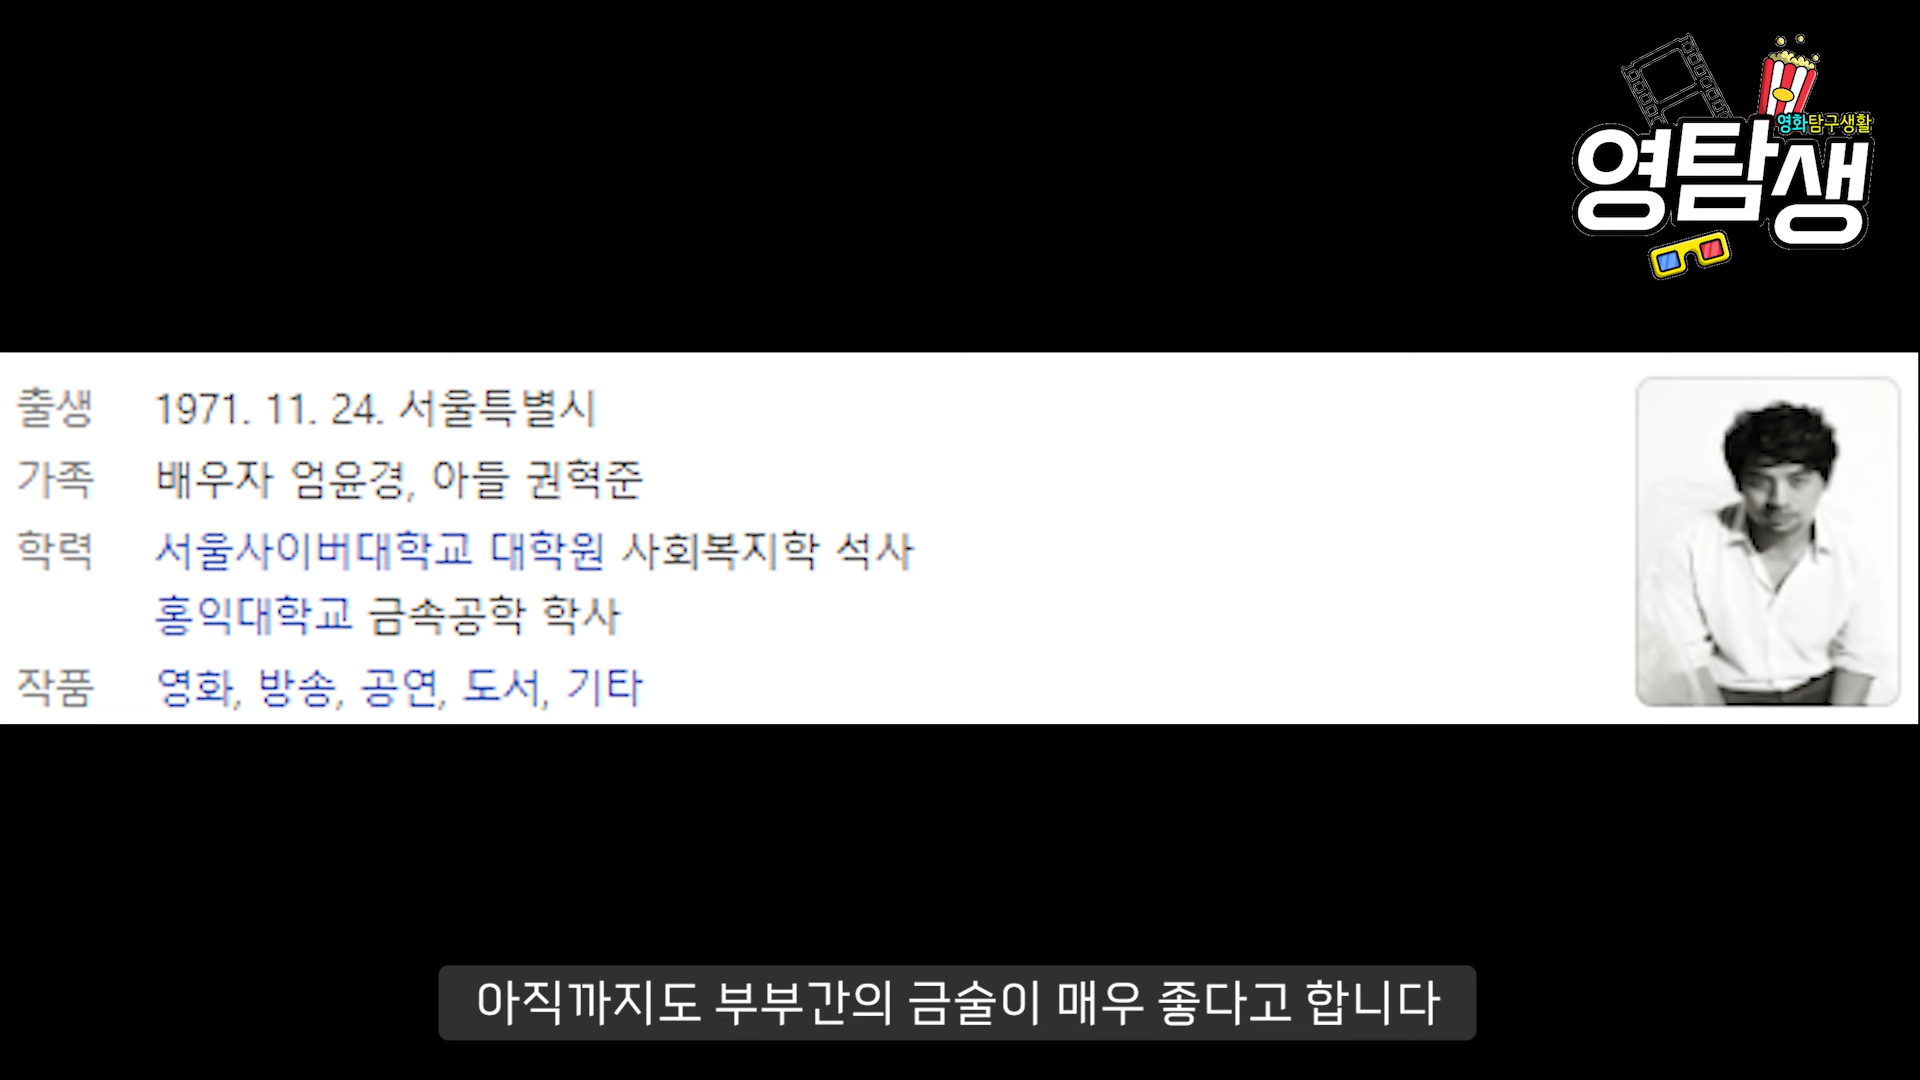 영화탐구생활
영탐생
출생 1971. 11. 24. 서울특별시
가족 배우자 엄윤경, 아들 권혁준
학력 서울사이버대학교 대학원 사회복지학 석사
홍익대학교 금속공학 학사
작품 영화, 방송, 공연, 도서, 기타
아직까지도 부부간의 금술이 매우 좋다고 합니다